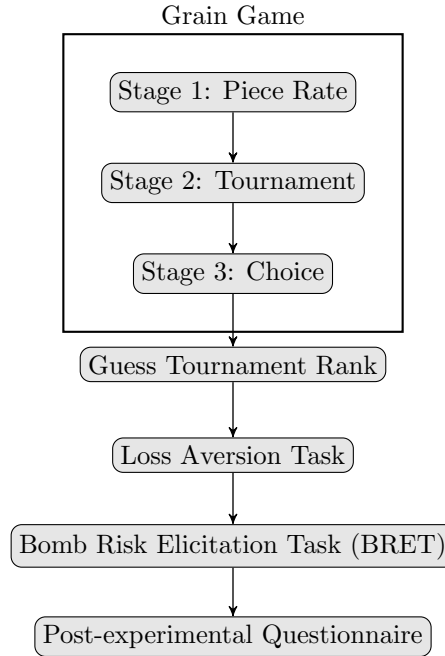 Grain Game
Stage 1: Piece Rate
Stage 2: Tournament
Stage 3: Choice
Guess Tournament Rank
Loss Aversion Task
Bomb Risk Elicitation Task (BRET)
Post-experimental Questionnaire